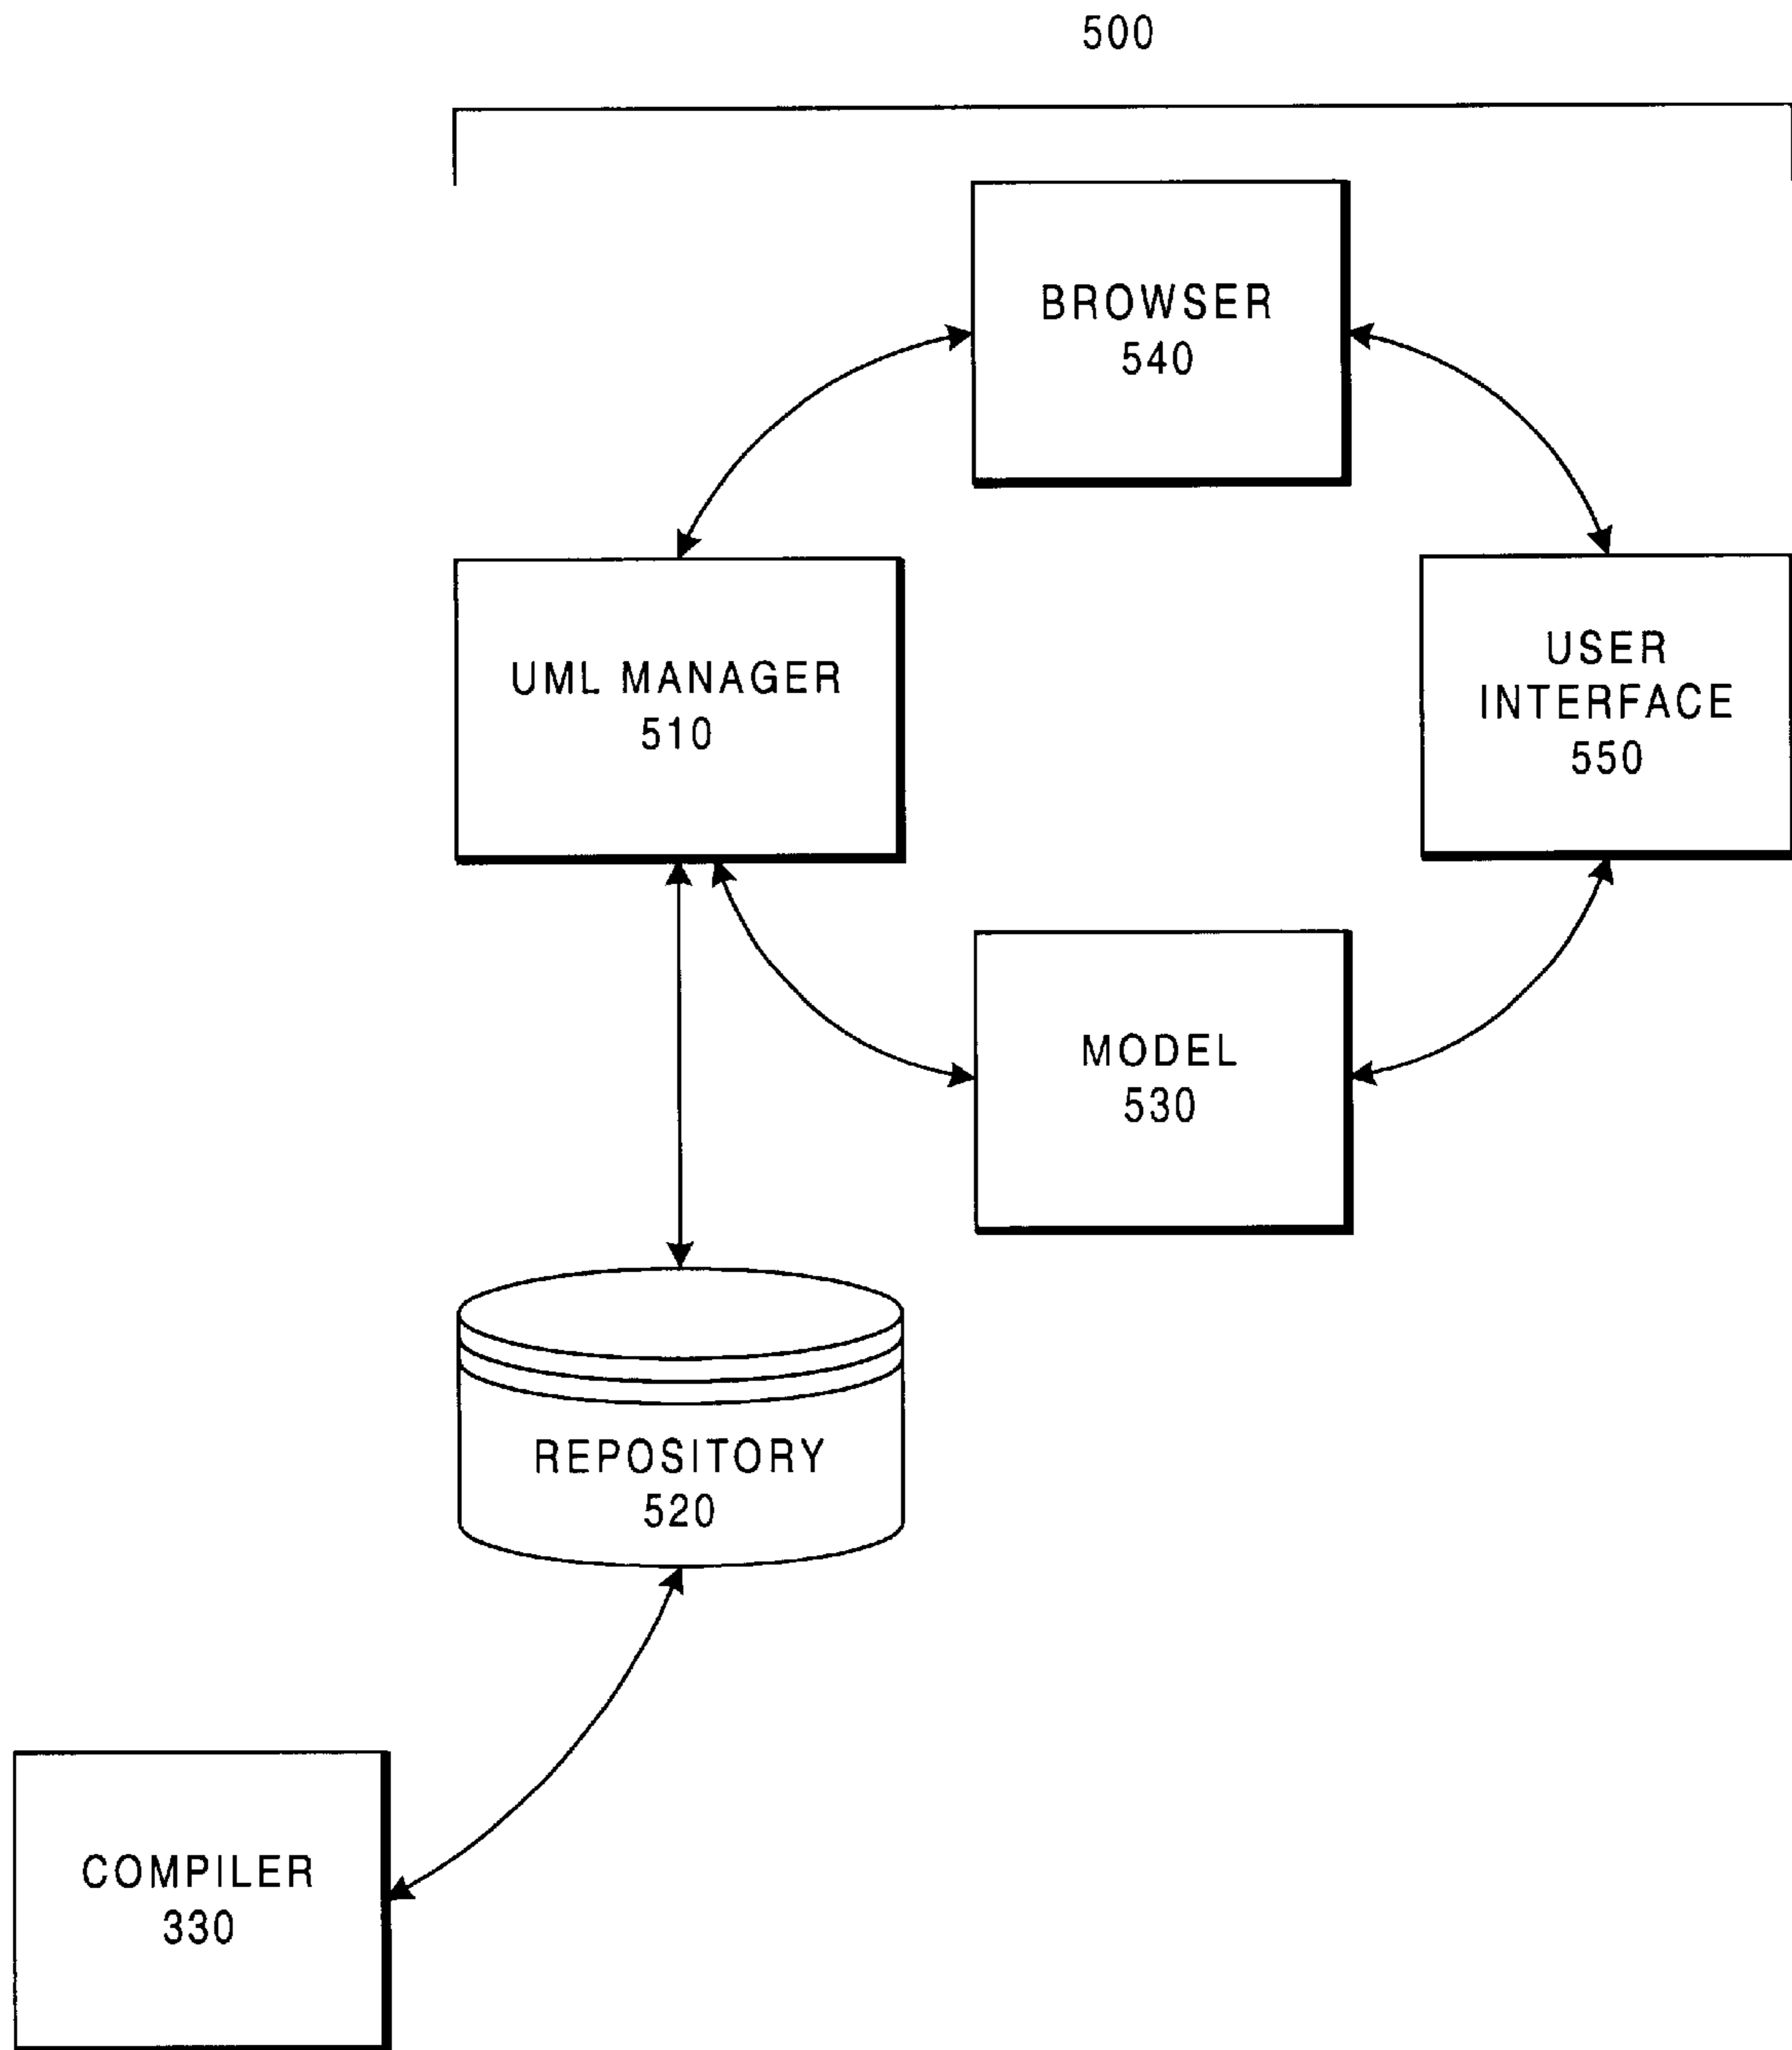 500
BROWSER
540
UML MANAGER
510
USER
INTERFACE
550
MODEL
530
REPOSITORY
520
COMPILER
330